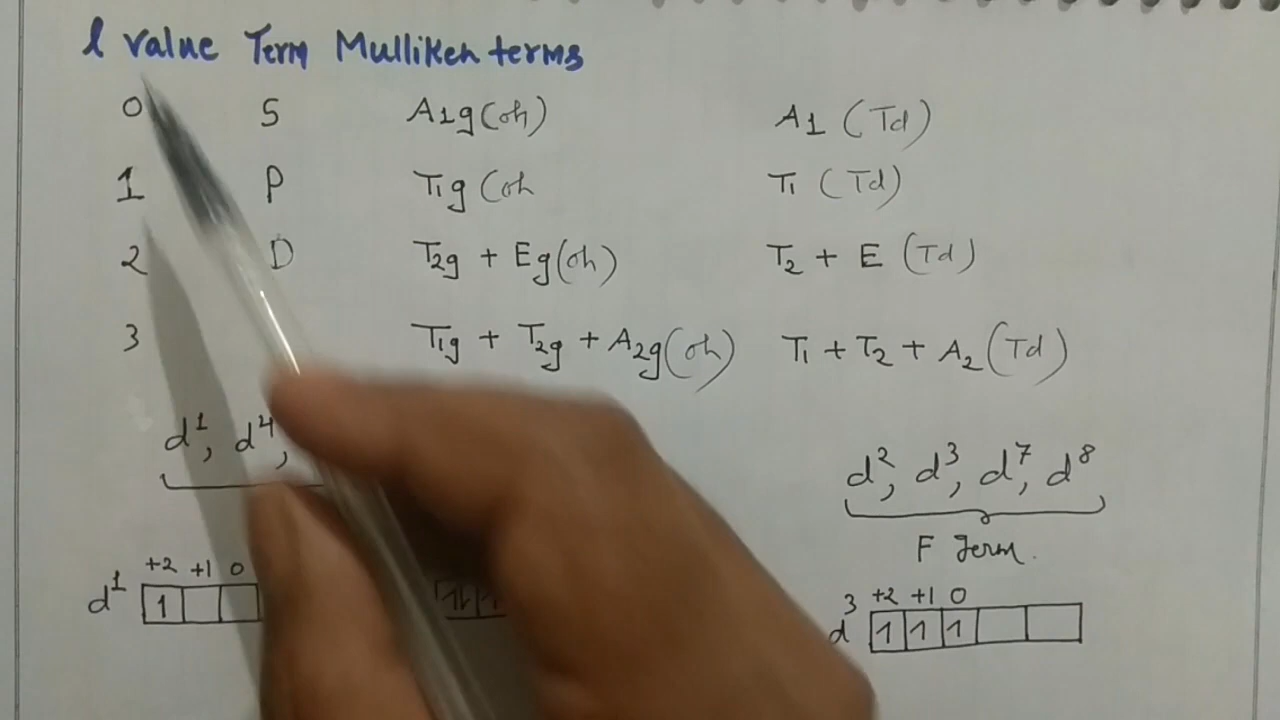 l value Term Mulliken terms
0 S A1g(oh) A1 (Td)
1 P T1g (oh T1 (Td)
2 D T2g + Eg(oh) T2 + E (Td)
3 T1g + T2g + A2g(oh) T1 + T2 + A2 (Td)
d¹, d⁴,
d², d³, d⁷, d⁸
F Term.
+2 +1 0
d¹ 1
3 +2 +1 0
d 1 1 1